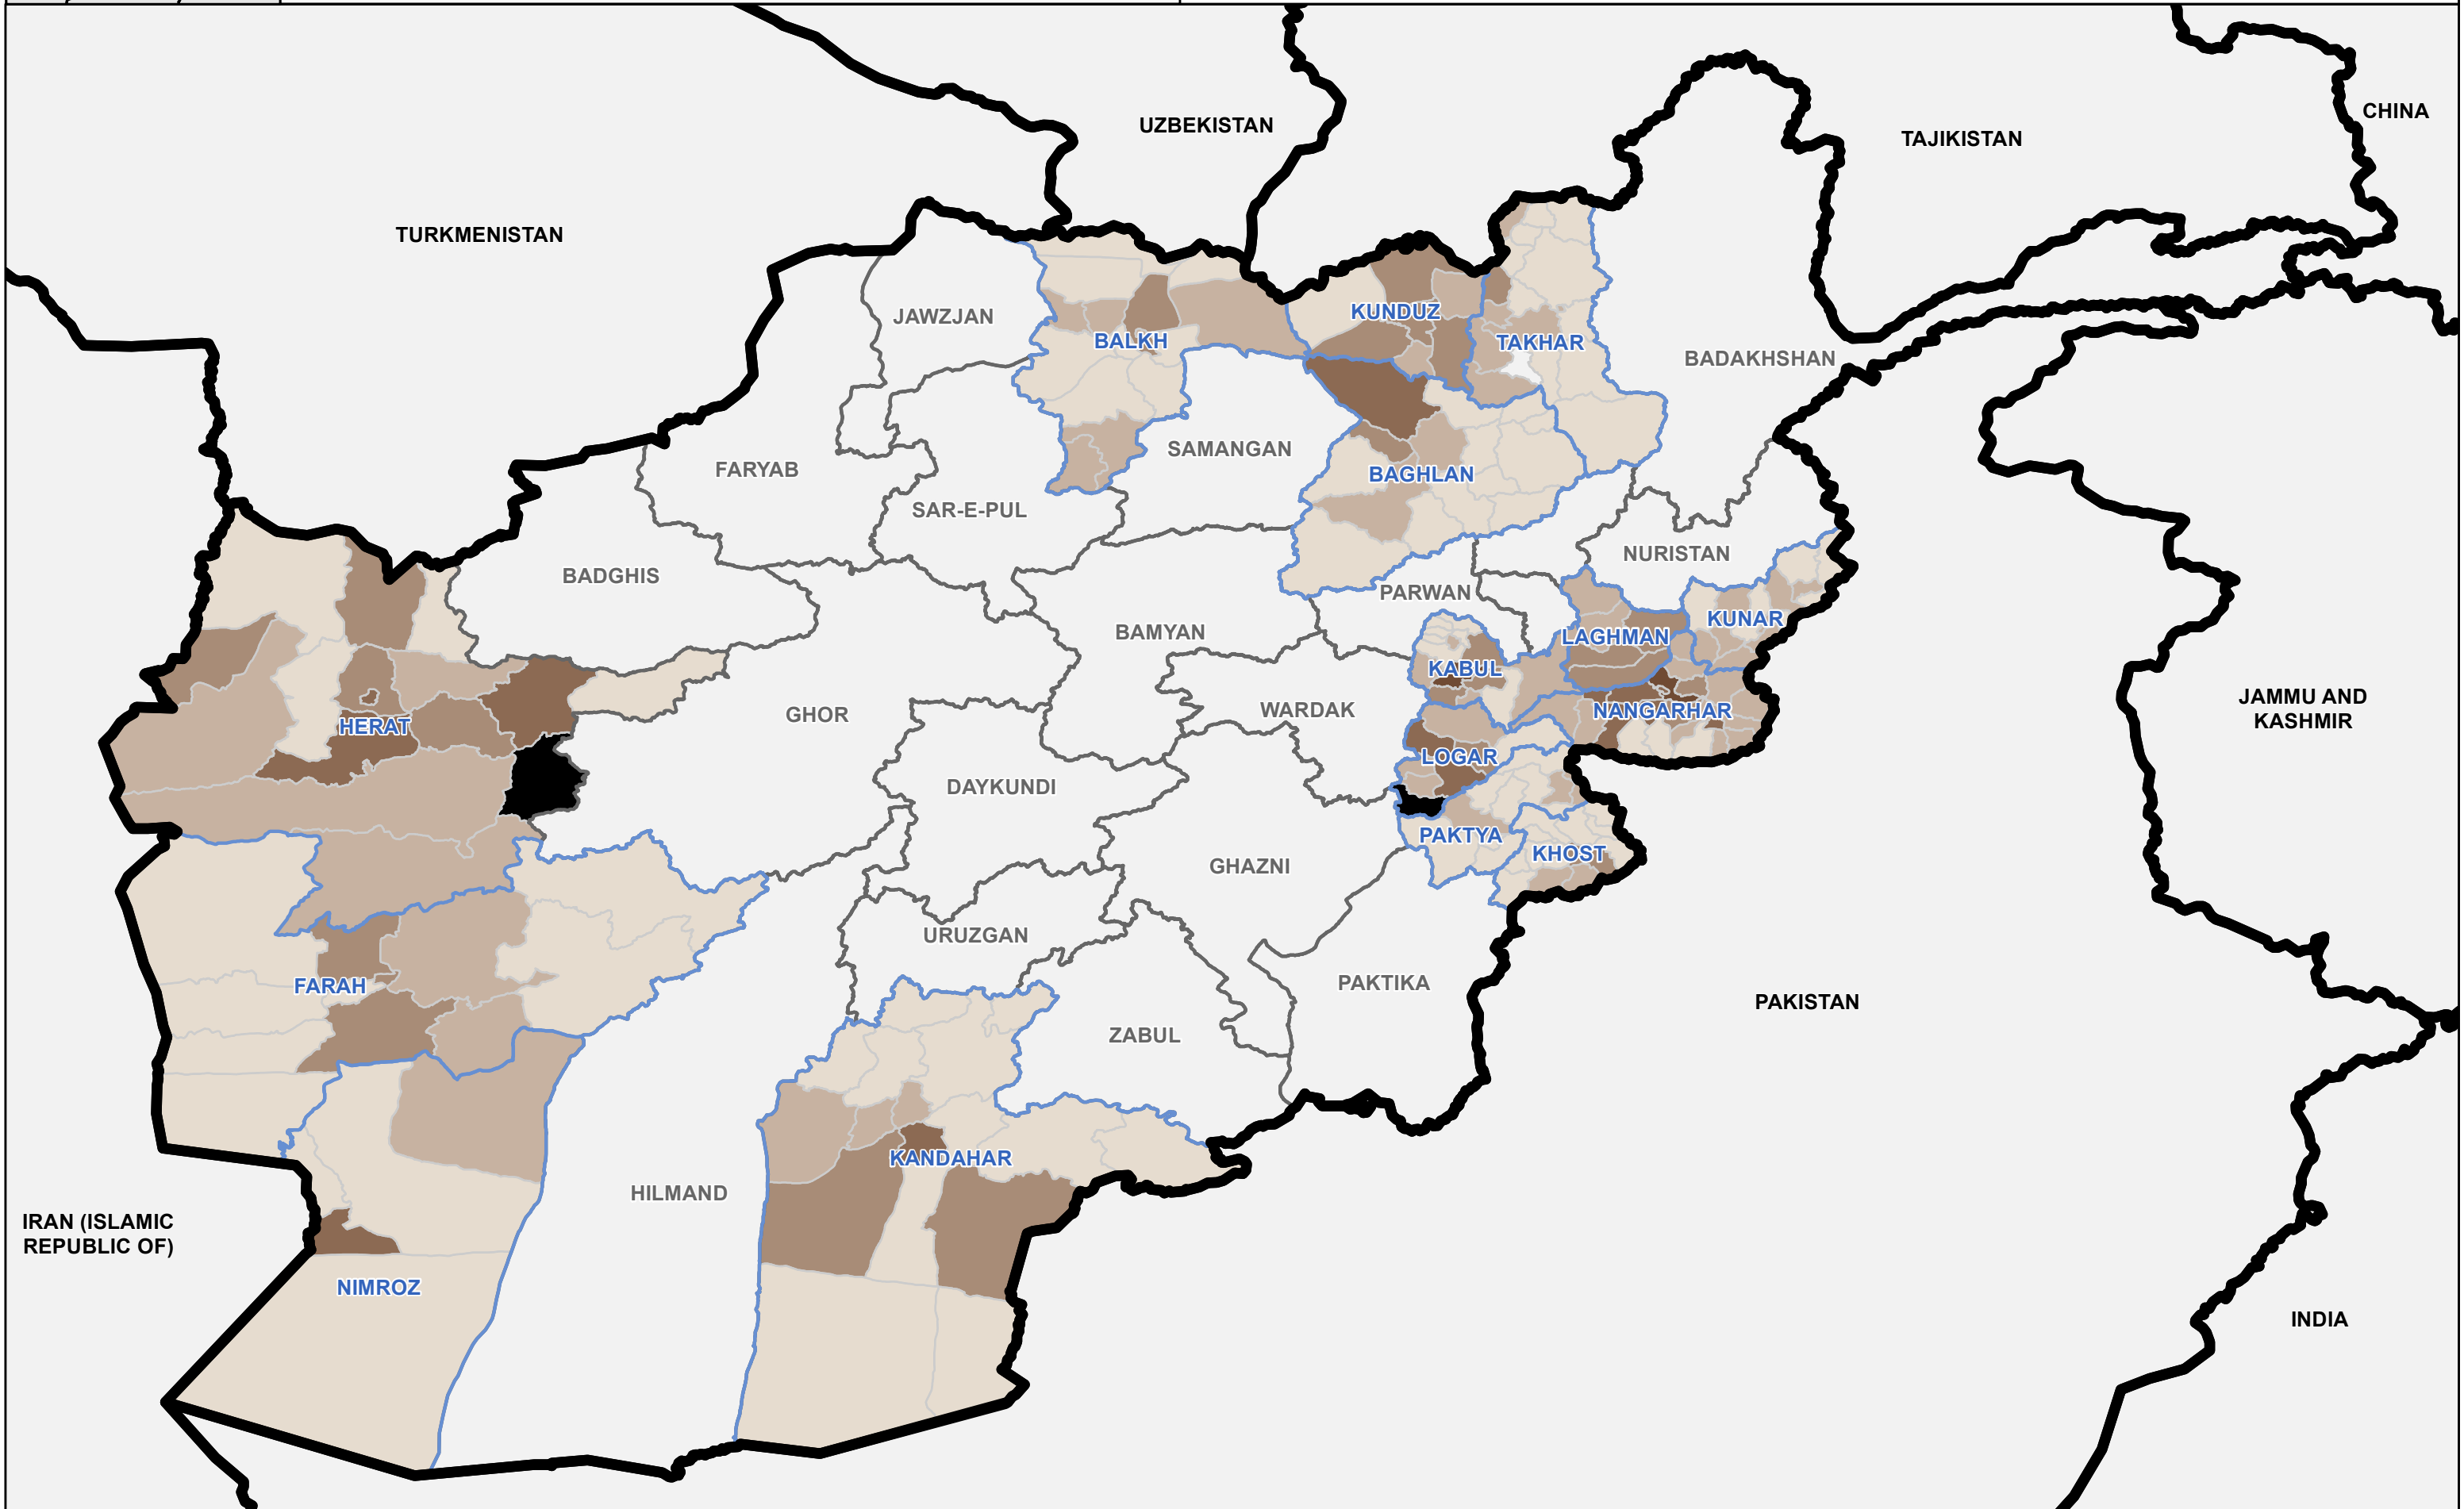 CHINA
UZBEKISTAN
TAJIKISTAN
TURKMENISTAN
KUNDUZ
JAWZJAN
BALKH
TAKHAR
BADAKHSHAN
SAMANGAN
FARYAB
BAGHLAN
SAR-E-PUL
NURISTAN
BADGHIS
PARWAN
KUNAR
BAMYAN
LAGHMAN
KABUL
JAMMU AND
KASHMIR
WARDAK
NANGARHAR
GHOR
HERAT
LOGAR
DAYKUNDI
PAKTYA
KHOST
GHAZNI
URUZGAN
PAKTIKA
FARAH
PAKISTAN
ZABUL
KANDAHAR
HILMAND
IRAN (ISLAMIC
REPUBLIC OF)
NIMROZ
INDIA